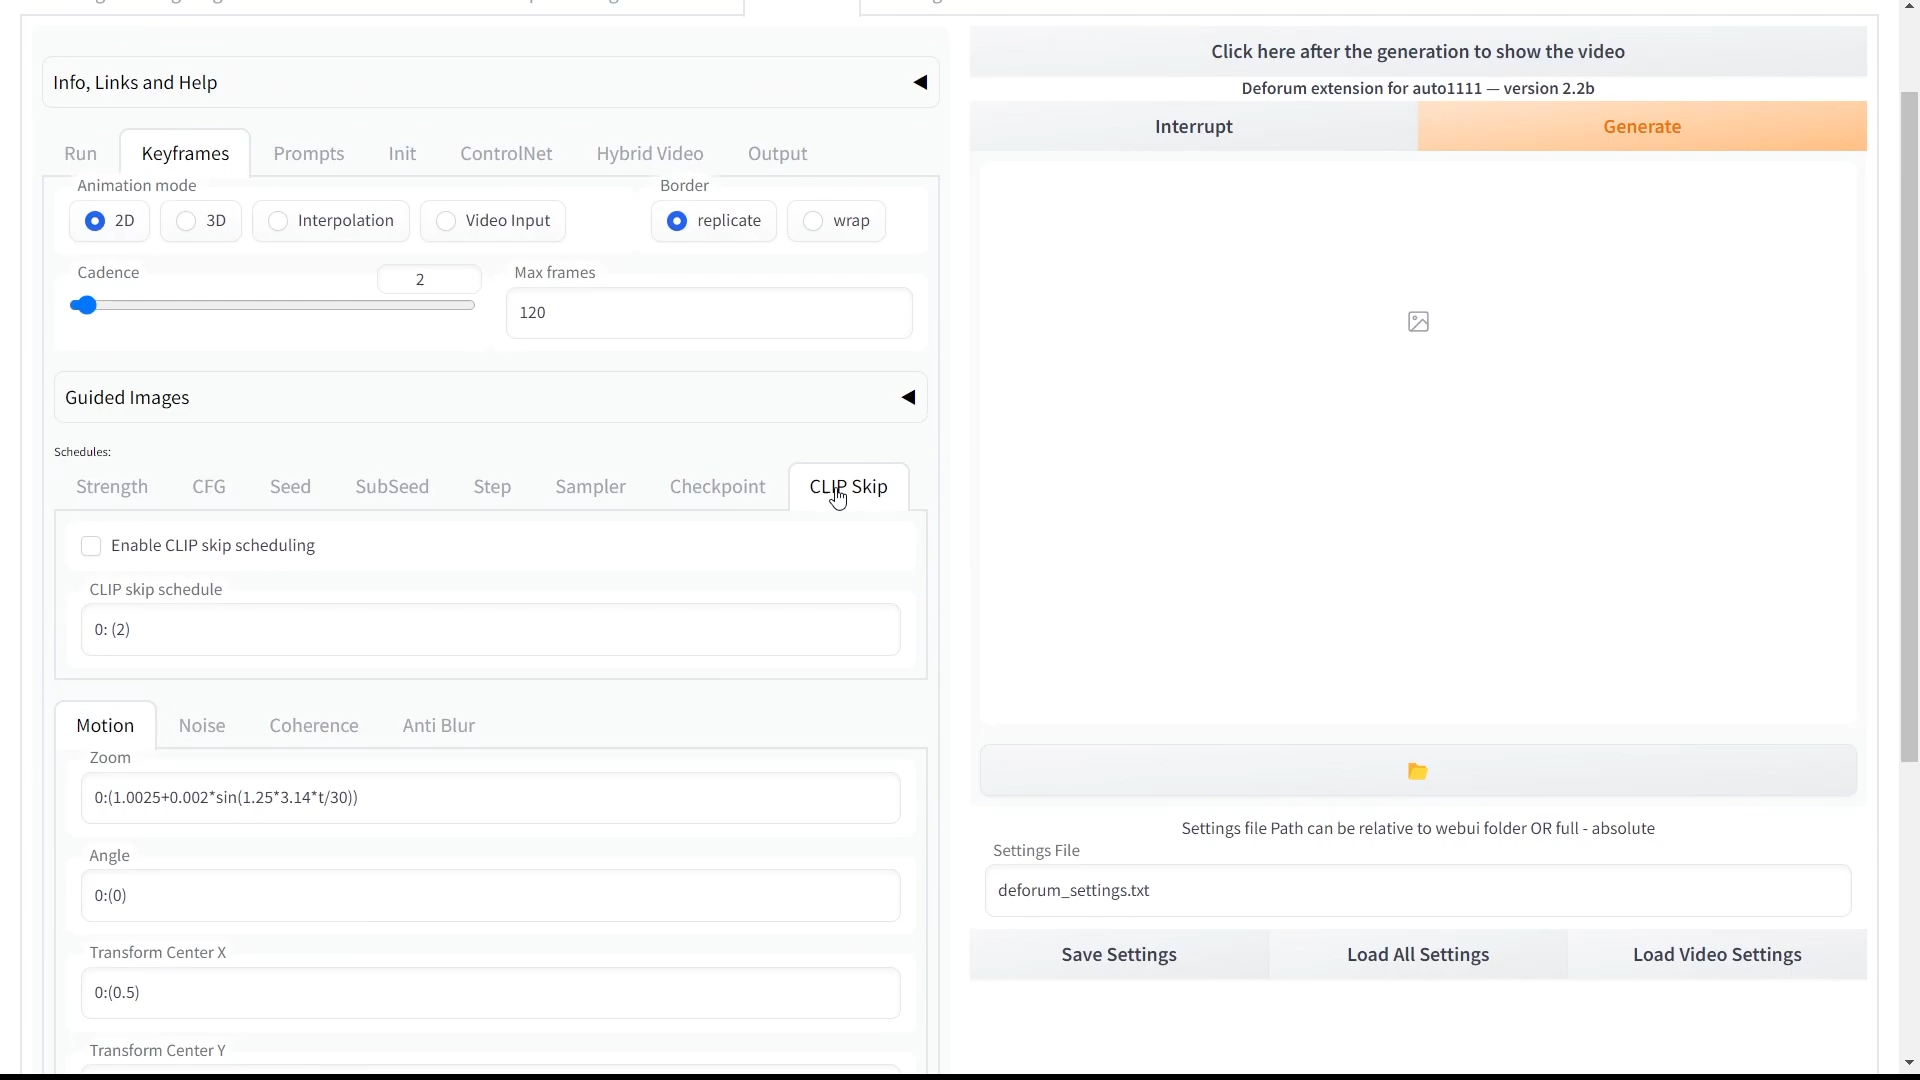 Info, Links and Help
Run Keyframes Prompts Init ControlNet Hybrid Video Output
Animation mode
2D 3D Interpolation Video Input
Border
replicate wrap
Cadence
2
Max frames
120
Guided Images
Schedules:
Strength CFG Seed SubSeed Step Sampler Checkpoint CLIP Skip
Enable CLIP skip scheduling
CLIP skip schedule
0: (2)
Motion Noise Coherence Anti Blur
Zoom
0:(1.0025+0.002*sin(1.25*3.14*t/30))
Angle
0:(0)
Transform Center X
0:(0.5)
Transform Center Y
Click here after the generation to show the video
Deforum extension for auto1111 — version 2.2b
Interrupt Generate
Settings file Path can be relative to webui folder OR full - absolute
Settings File
deforum_settings.txt
Save Settings Load All Settings Load Video Settings